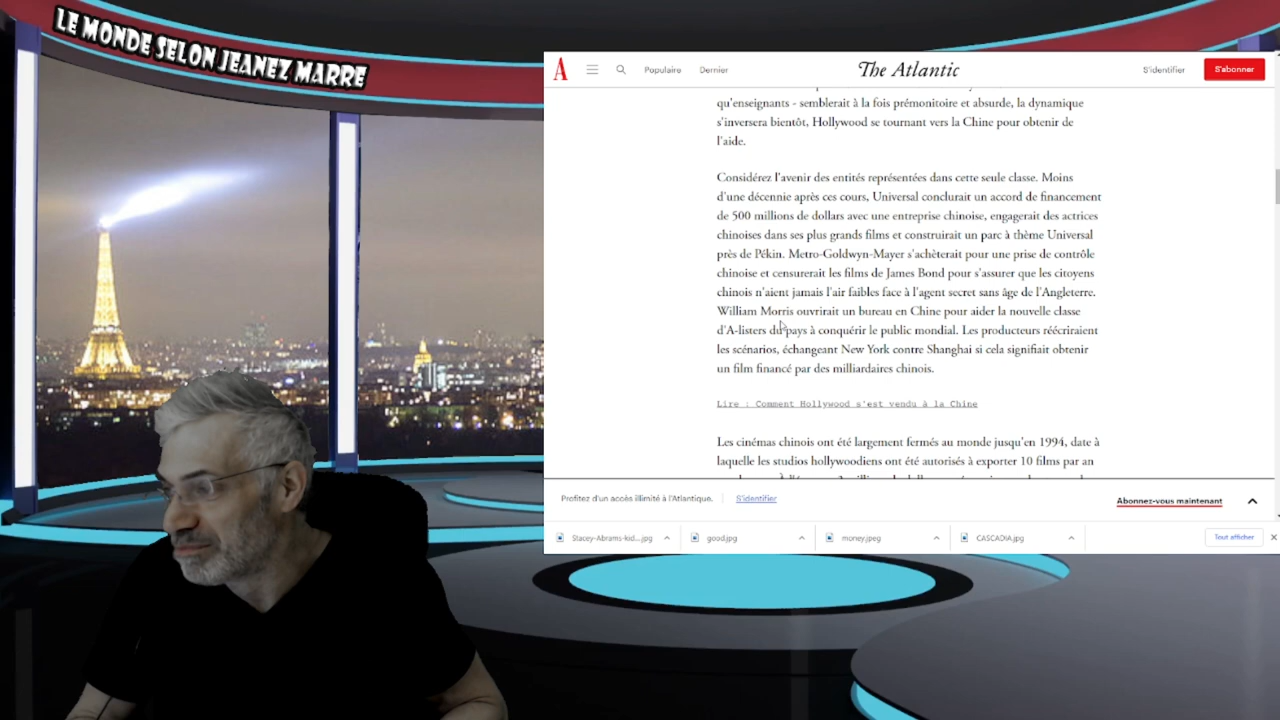 LE MONDE SELON JEANEZ MARRE
A
Populaire
Dernier
The Atlantic
S'identifier
S'abonner
qu'enseignants - semblerait à la fois prémonitoire et absurde, la dynamique
s'inversera bientôt, Hollywood se tournant vers la Chine pour obtenir de
l'aide.
Considérez l'avenir des entités représentées dans cette seule classe. Moins
d'une décennie après ces cours, Universal conclurait un accord de financement
de 500 millions de dollars avec une entreprise chinoise, engagerait des actrices
chinoises dans ses plus grands films et construirait un parc à thème Universal
près de Pékin. Metro-Goldwyn-Mayer s'achèterait pour une prise de contrôle
chinoise et censurerait les films de James Bond pour s'assurer que les citoyens
chinois n'aient jamais l'air faibles face à l'agent secret sans âge de l'Angleterre.
William Morris ouvrirait un bureau en Chine pour aider la nouvelle classe
d'A-listers du pays à conquérir le public mondial. Les producteurs réécriraient
les scénarios, échangeant New York contre Shanghai si cela signifiait obtenir
un film financé par des milliardaires chinois.
Lire : Comment Hollywood s'est vendu à la Chine
Les cinémas chinois ont été largement fermés au monde jusqu'en 1994, date à
laquelle les studios hollywoodiens ont été autorisés à exporter 10 films par an
Profitez d'un accès illimité à l'Atlantique.
S'identifier
Abonnez-vous maintenant
Stacey-Abrams-kid....jpg
good.jpg
money.jpeg
CASCADIA.jpg
Tout afficher